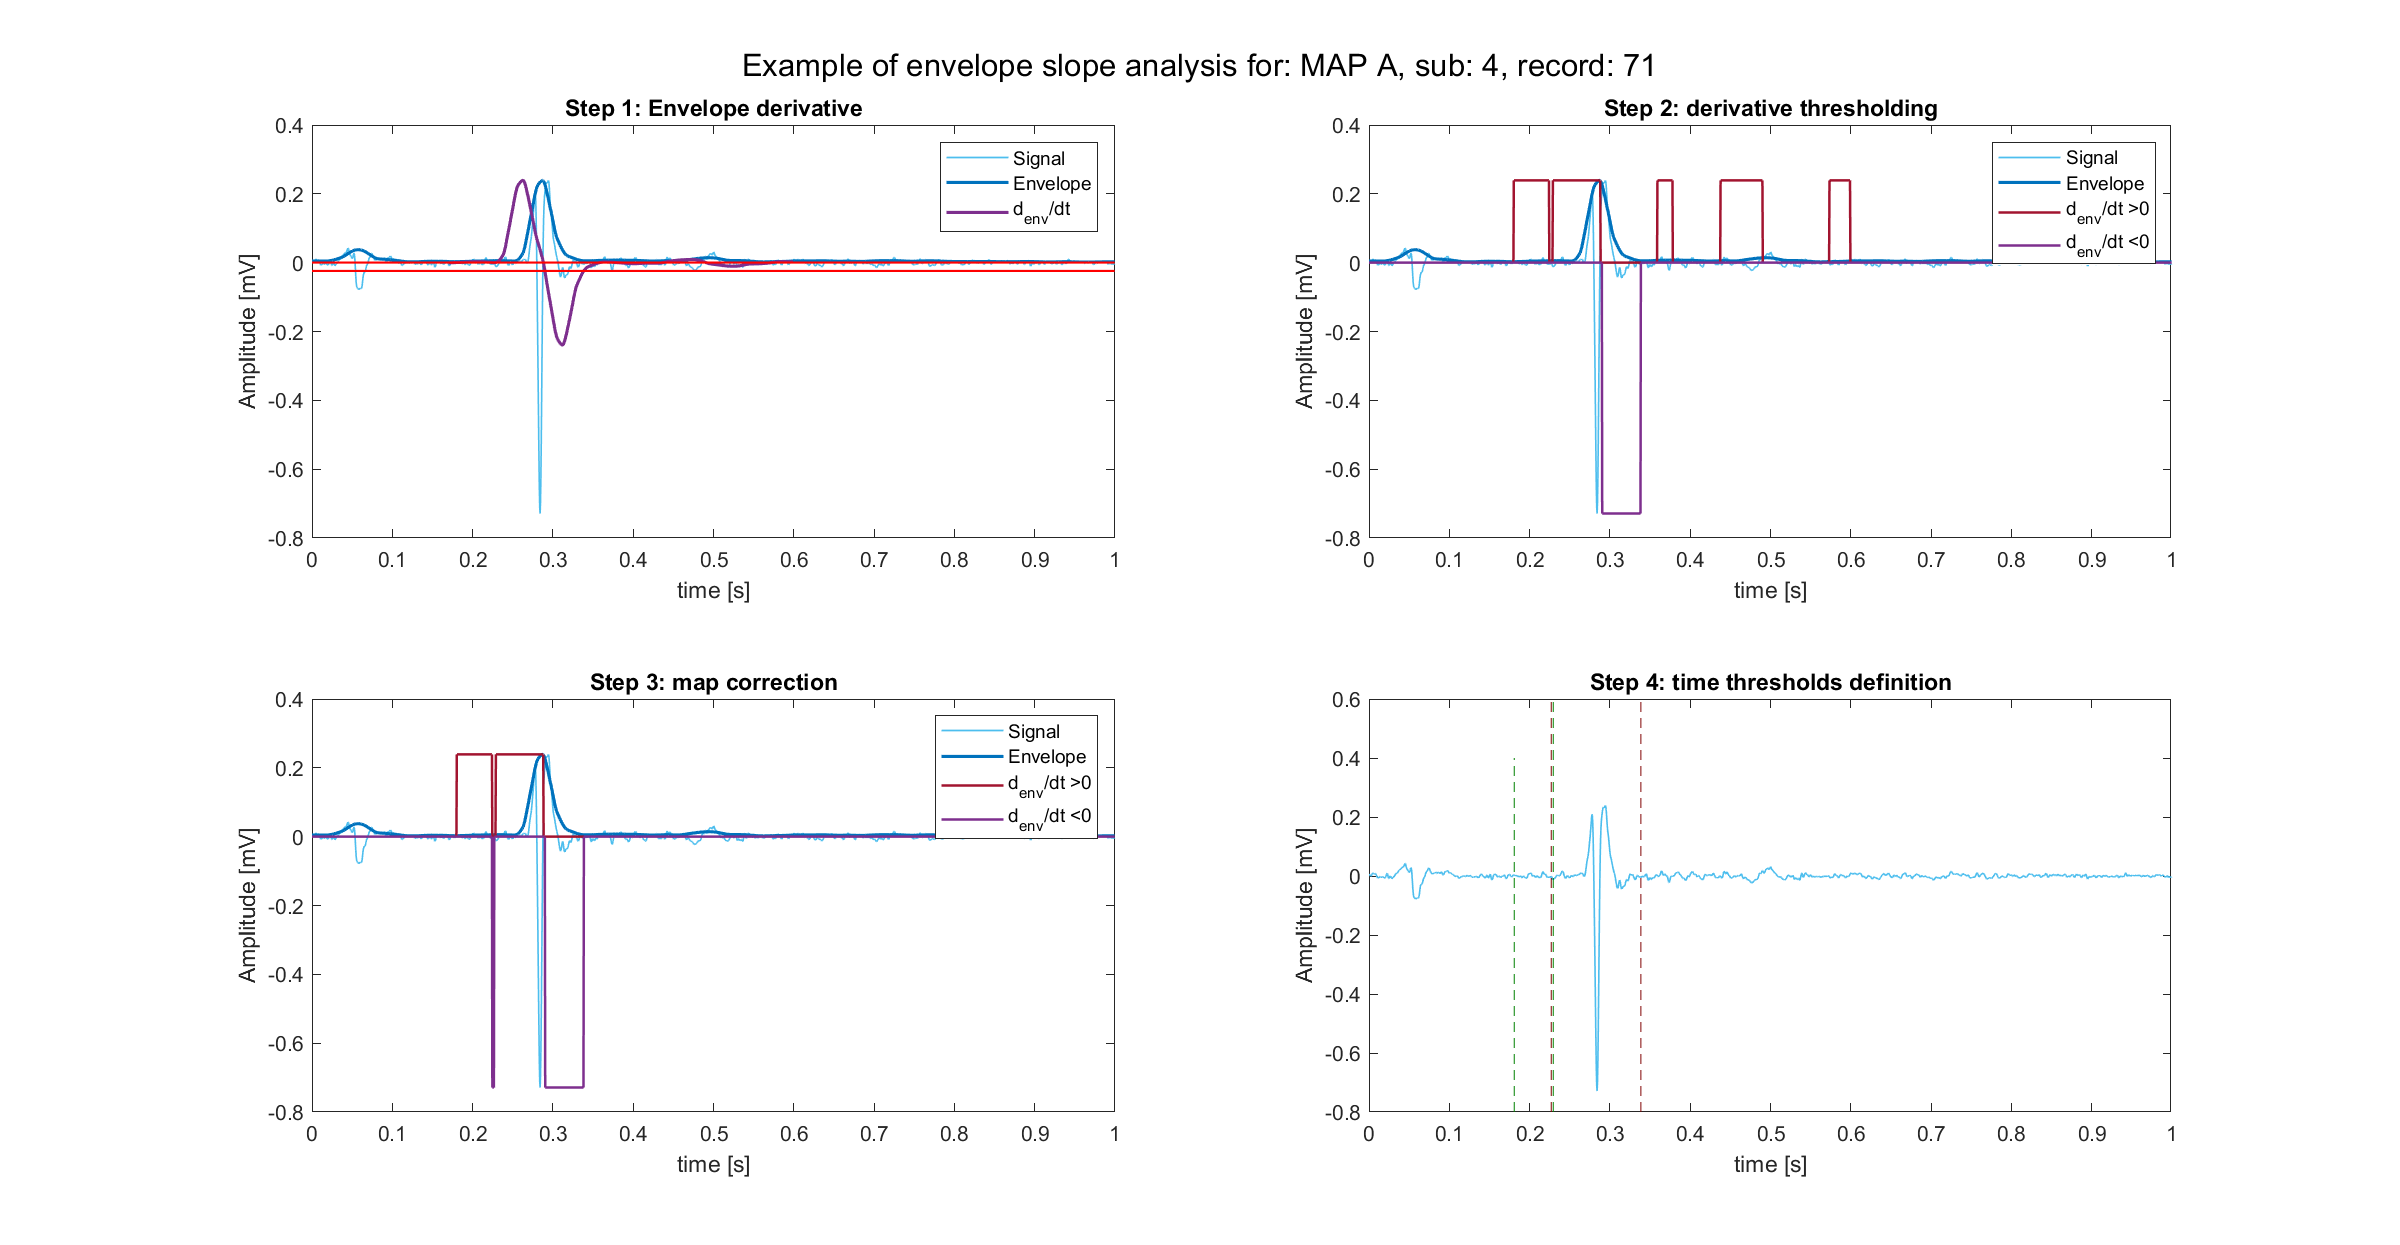 Example of envelope slope analysis for: MAP A, sub: 4, record: 71
Step 1: Envelope derivative
0.4
0.2
0
-0.2
-0.4
-0.6
-0.8
Amplitude [mV]
0 0.1 0.2 0.3 0.4 0.5 0.6 0.7 0.8 0.9 1
time [s]
Signal
Envelope
d_env/dt
Step 2: derivative thresholding
0.4
0.2
0
-0.2
-0.4
-0.6
-0.8
Amplitude [mV]
0 0.1 0.2 0.3 0.4 0.5 0.6 0.7 0.8 0.9 1
time [s]
Signal
Envelope
d_env/dt >0
d_env/dt <0
Step 3: map correction
0.4
0.2
0
-0.2
-0.4
-0.6
-0.8
Amplitude [mV]
0 0.1 0.2 0.3 0.4 0.5 0.6 0.7 0.8 0.9 1
time [s]
Signal
Envelope
d_env/dt >0
d_env/dt <0
Step 4: time thresholds definition
0.6
0.4
0.2
0
-0.2
-0.4
-0.6
-0.8
Amplitude [mV]
0 0.1 0.2 0.3 0.4 0.5 0.6 0.7 0.8 0.9 1
time [s]